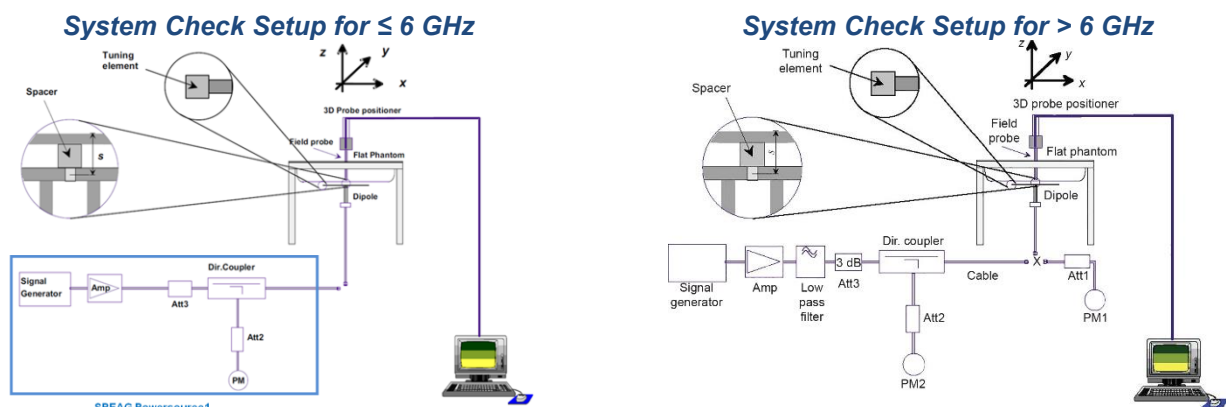 System Check Setup for ≤ 6 GHz
Tuning
element
z
y
x
Spacer
3D Probe positioner
s
Field probe
Flat Phantom
Dipole
Signal
Generator
Amp
Att3
Dir.Coupler
Att2
PM
SPEAG Powersource1
System Check Setup for > 6 GHz
Tuning
element
z
y
x
Spacer
3D probe positioner
s
Field
probe
Flat phantom
Dipole
Signal
generator
Amp
Low
pass
filter
3 dB
Att3
Dir. coupler
Cable
X
Att1
PM1
Att2
PM2